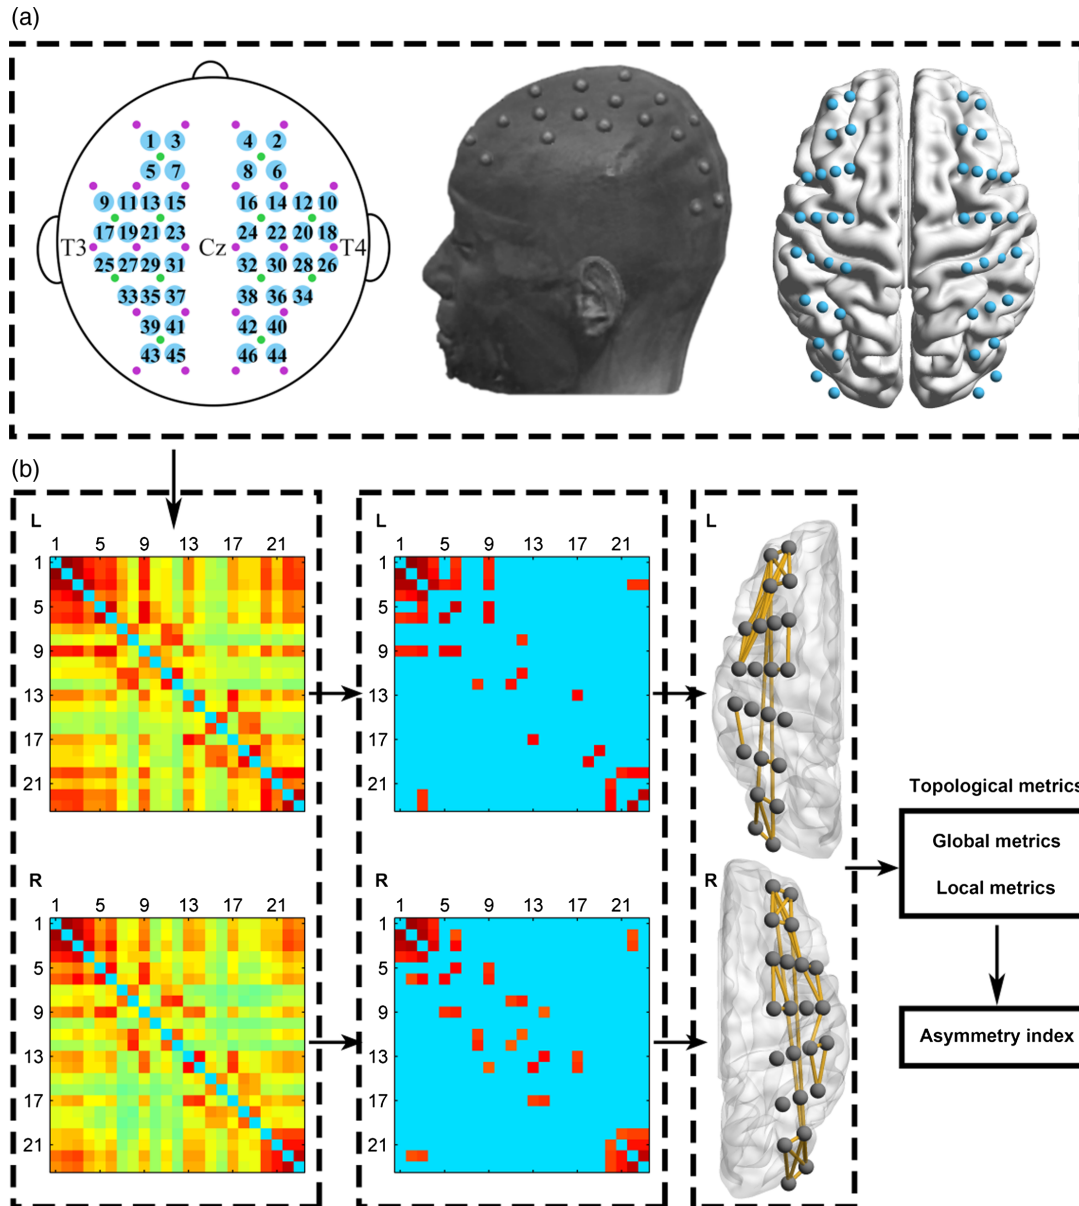 (a)
1 3 4 2
5 7 8 6
9 11 13 15 16 14 12 10
17 19 21 23 24 22 20 18
T3 Cz T4
25 27 29 31 32 30 28 26
33 35 37 38 36 34
39 41 42 40
43 45 46 44
(b)
L
1 5 9 13 17 21
1
5
9
13
17
21
L
1 5 9 13 17 21
1
5
9
13
17
21
L
R
1 5 9 13 17 21
1
5
9
13
17
21
R
1 5 9 13 17 21
1
5
9
13
17
21
R
Topological metrics
Global metrics
Local metrics
Asymmetry index